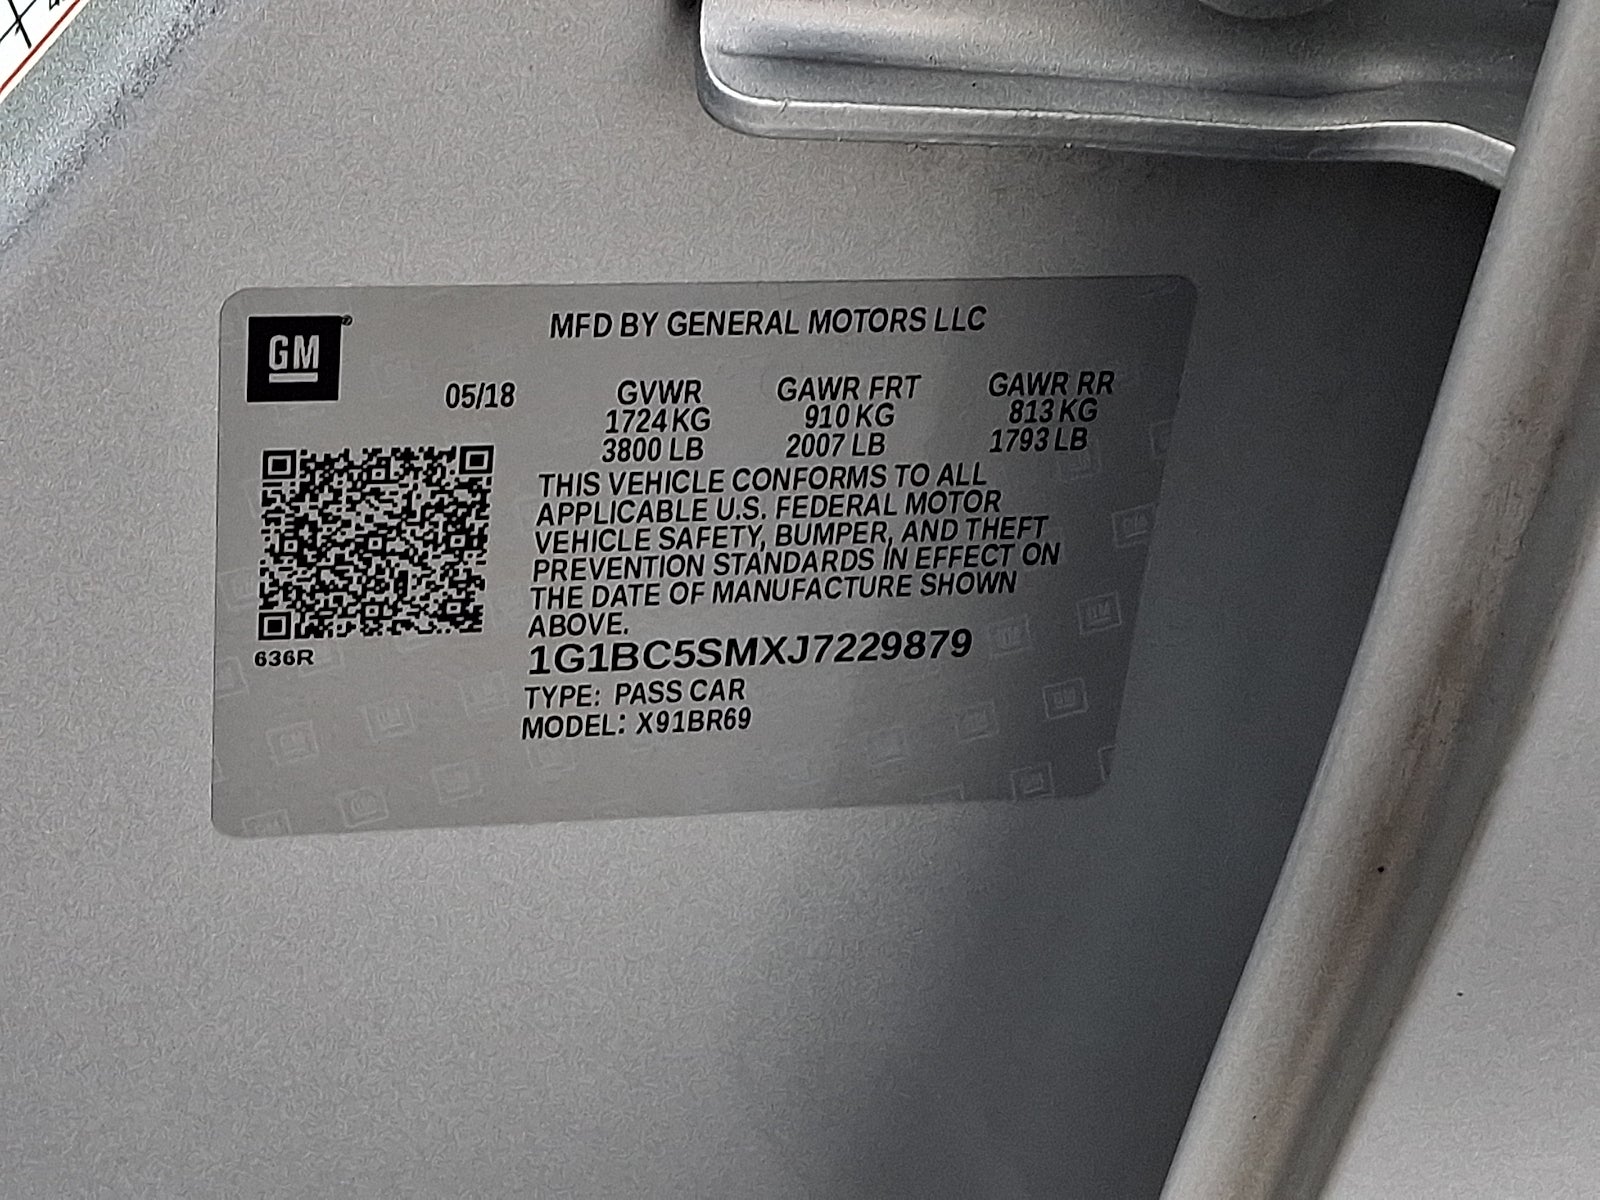 GM
MFD BY GENERAL MOTORS LLC
05/18 GVWR GAWR FRT GAWR RR
1724 KG 910 KG 813 KG
3800 LB 2007 LB 1793 LB
THIS VEHICLE CONFORMS TO ALL
APPLICABLE U.S. FEDERAL MOTOR
VEHICLE SAFETY, BUMPER, AND THEFT
PREVENTION STANDARDS IN EFFECT ON
THE DATE OF MANUFACTURE SHOWN
ABOVE.
636R
1G1BC5SMXJ7229879
TYPE: PASS CAR
MODEL: X91BR69